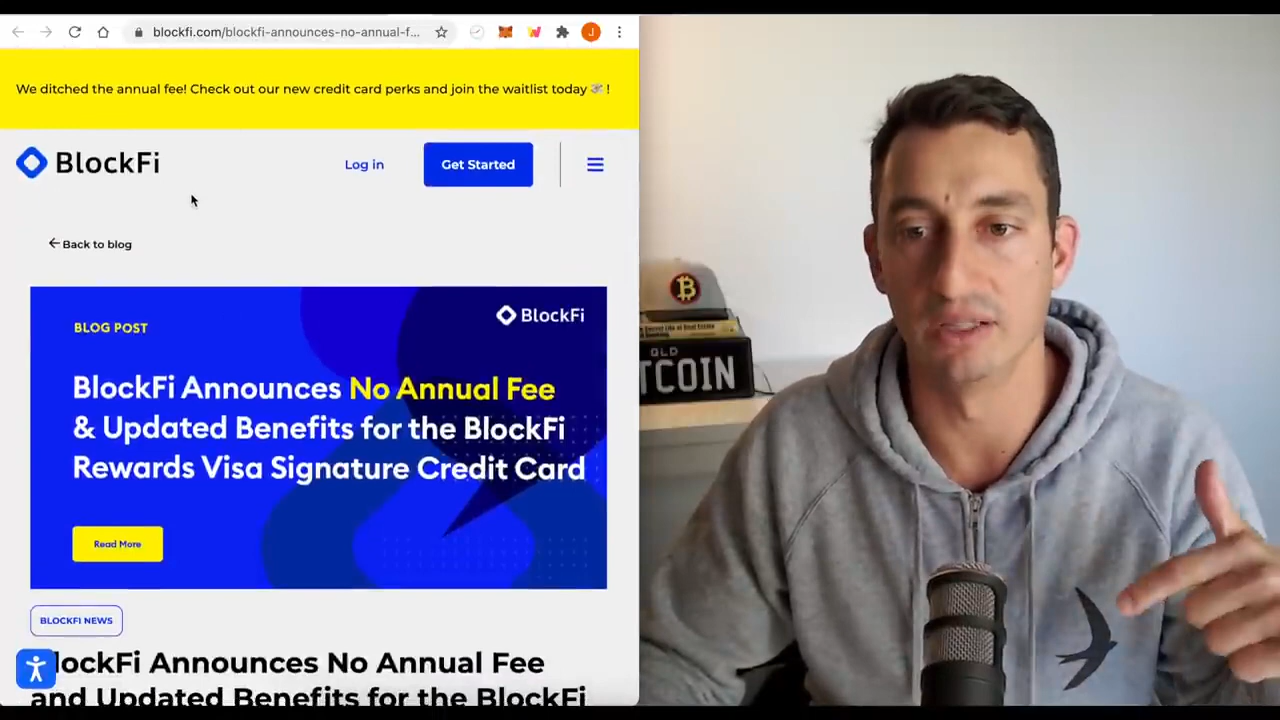 blockfi.com/blockfi-announces-no-annual-f...
J
We ditched the annual fee! Check out our new credit card perks and join the waitlist today !
BlockFi
Log in
Get Started
Back to blog
BLOG POST
BlockFi
BlockFi Announces No Annual Fee
& Updated Benefits for the BlockFi
Rewards Visa Signature Credit Card
Read More
BLOCKFI NEWS
lockFi Announces No Annual Fee
and Updated Benefits for the BlockFi
QLD
TCOIN